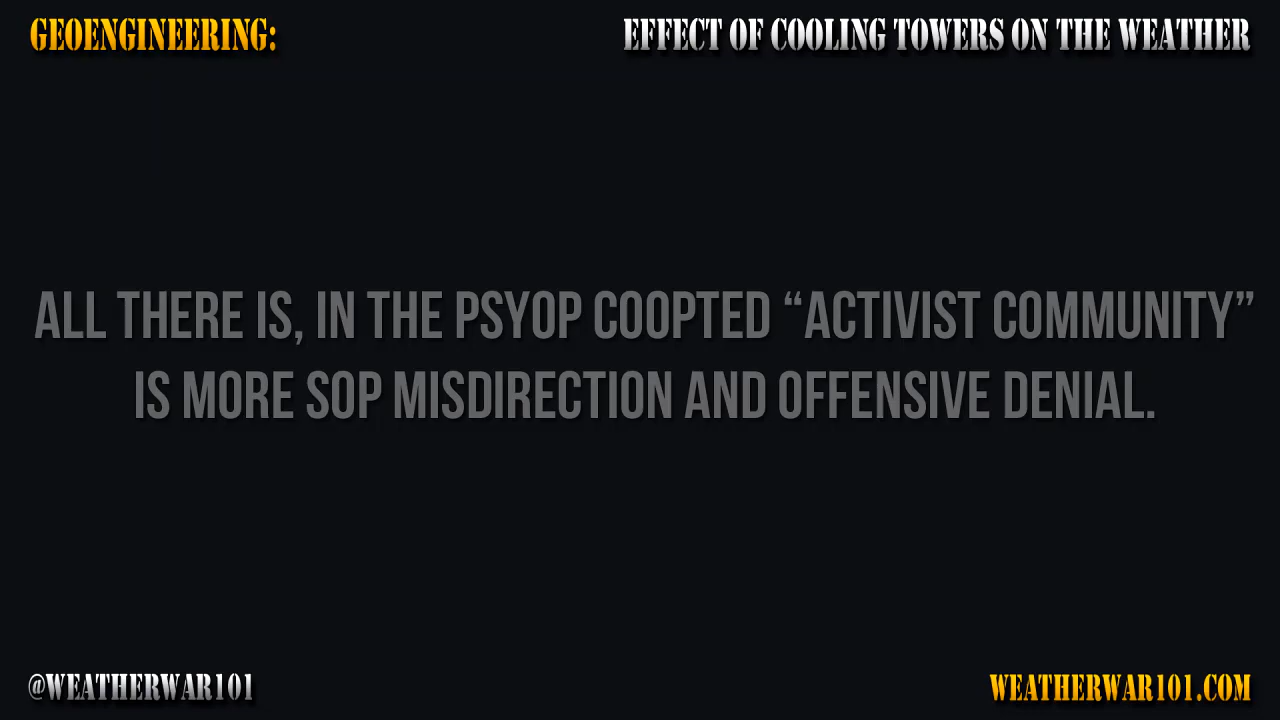 GEOENGINEERING:
EFFECT OF COOLING TOWERS ON THE WEATHER
ALL THERE IS, IN THE PSYOP COOPTED “ACTIVIST COMMUNITY”
IS MORE SOP MISDIRECTION AND OFFENSIVE DENIAL.
@WEATHERWAR101
WEATHERWAR101.COM